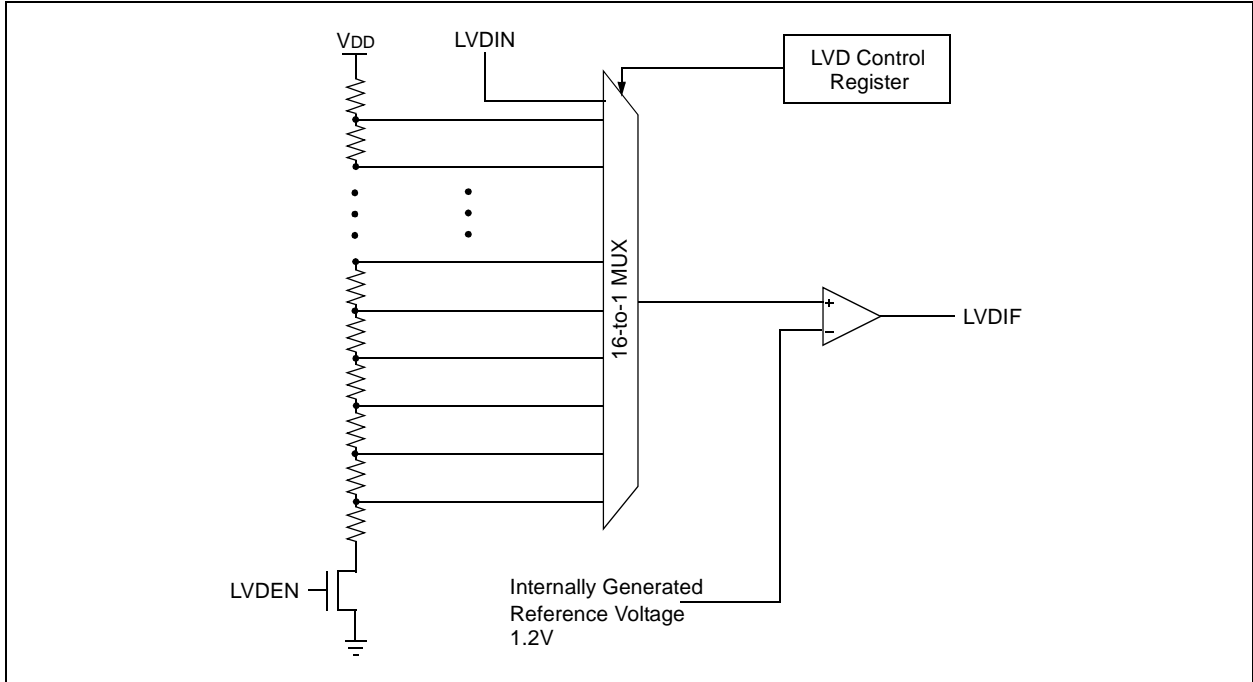 VDD
LVDIN
LVD Control
Register
16-to-1 MUX
+
−
LVDIF
LVDEN
Internally Generated
Reference Voltage
1.2V